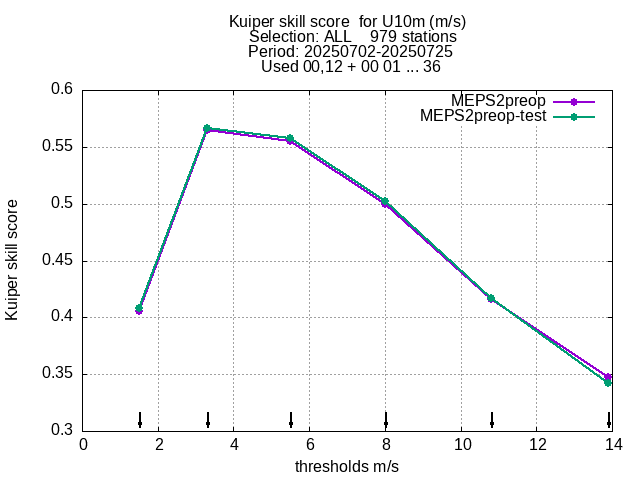 Kuiper skill score  for U10m (m/s)
Selection: ALL    979 stations
Period: 20250702-20250725
Used 00,12 + 00 01 ... 36
MEPS2preop
MEPS2preop-test
Kuiper skill score
0.6
0.55
0.5
0.45
0.4
0.35
0.3
0 2 4 6 8 10 12 14
thresholds m/s